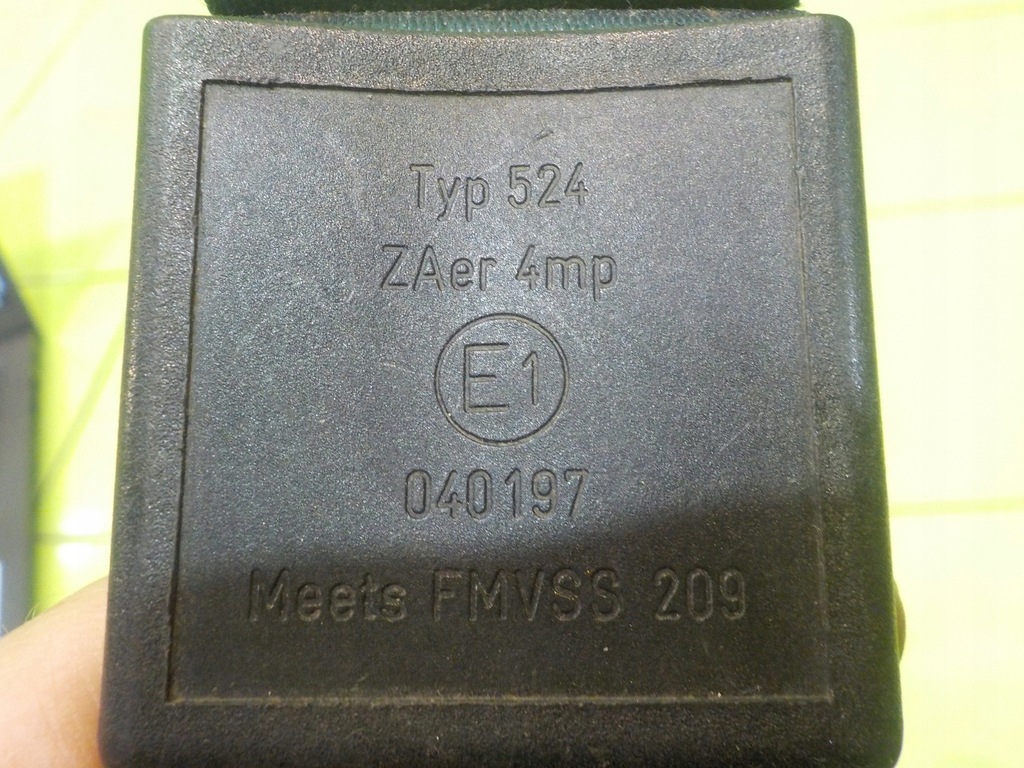 Typ 524
ZAer 4mp
E1
040197
Meets FMVSS 209